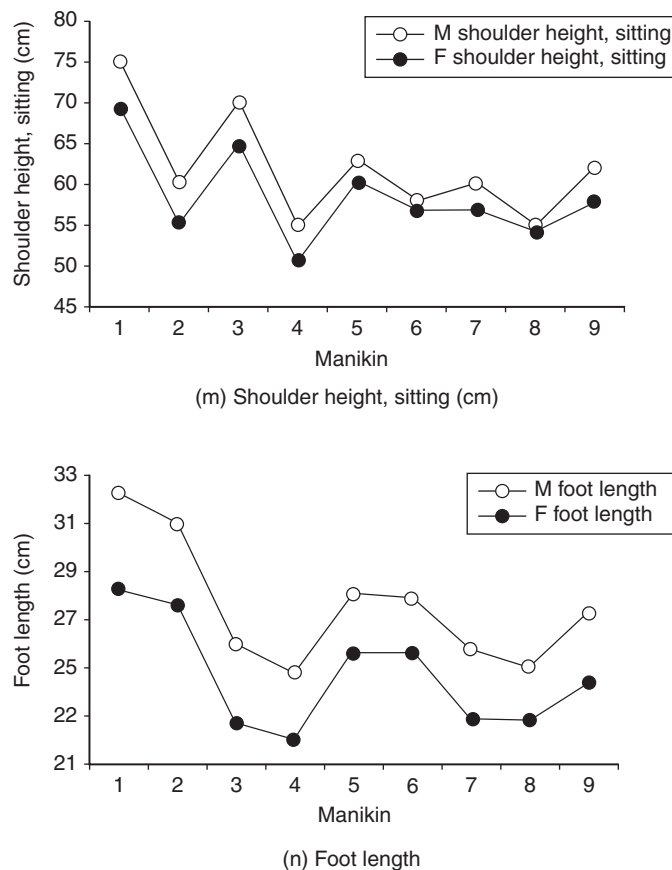 80
75
70
65
60
55
50
45
Shoulder height, sitting (cm)
M shoulder height, sitting
F shoulder height, sitting
1 2 3 4 5 6 7 8 9
Manikin
(m) Shoulder height, sitting (cm)
33
31
29
27
25
22
21
Foot length (cm)
M foot length
F foot length
1 2 3 4 5 6 7 8 9
Manikin
(n) Foot length